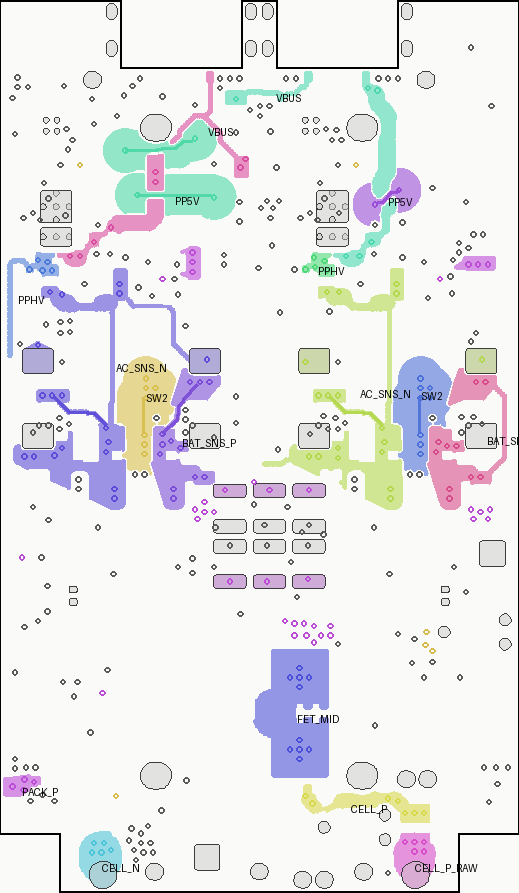 VBUS
VBUS
PP5V
PP5V
PPHV
PPHV
AC_SNS_N
SW2
AC_SNS_N
SW2
BAT_SNS_P
FET_MID
PACK_P
CELL_P
CELL_N
CELL_P_RAW